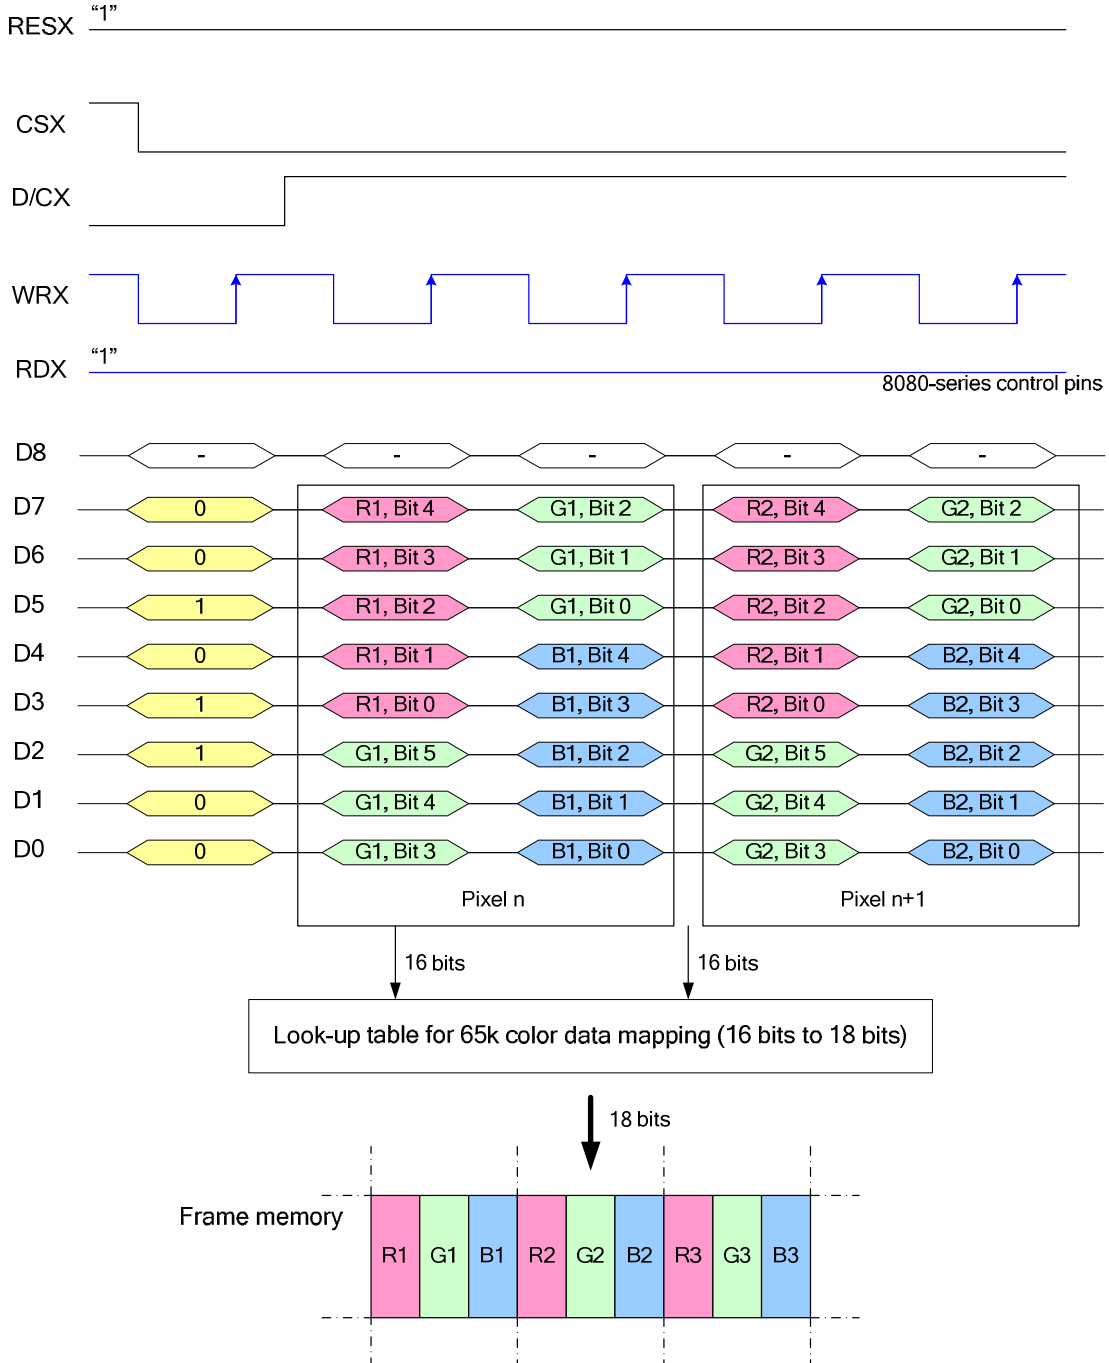 RESX “1”
CSX
D/CX
WRX
RDX “1”
8080-series control pins
D8 - - - - -
D7 0 R1, Bit 4 G1, Bit 2 R2, Bit 4 G2, Bit 2
D6 0 R1, Bit 3 G1, Bit 1 R2, Bit 3 G2, Bit 1
D5 1 R1, Bit 2 G1, Bit 0 R2, Bit 2 G2, Bit 0
D4 0 R1, Bit 1 B1, Bit 4 R2, Bit 1 B2, Bit 4
D3 1 R1, Bit 0 B1, Bit 3 R2, Bit 0 B2, Bit 3
D2 1 G1, Bit 5 B1, Bit 2 G2, Bit 5 B2, Bit 2
D1 0 G1, Bit 4 B1, Bit 1 G2, Bit 4 B2, Bit 1
D0 0 G1, Bit 3 B1, Bit 0 G2, Bit 3 B2, Bit 0
Pixel n Pixel n+1
16 bits 16 bits
Look-up table for 65k color data mapping (16 bits to 18 bits)
18 bits
Frame memory
R1 G1 B1 R2 G2 B2 R3 G3 B3